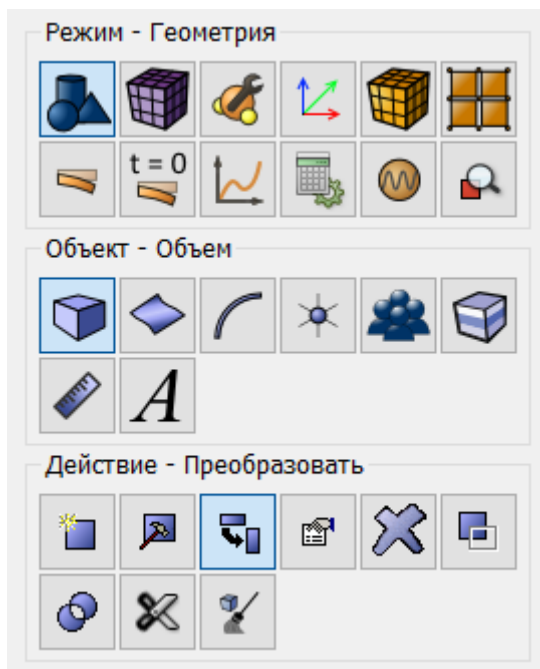 Режим - Геометрия
t = 0
Объект - Объем
A
Действие - Преобразовать